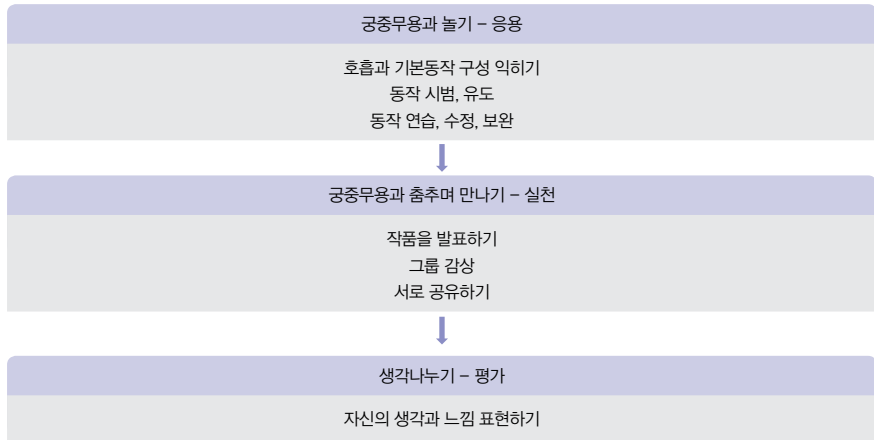 궁중무용과 놀기 – 응용
호흡과 기본동작 구성 익히기
동작 시범, 유도
동작 연습, 수정, 보완
궁중무용과 춤추며 만나기 – 실천
작품을 발표하기
그룹 감상
서로 공유하기
생각나누기 – 평가
자신의 생각과 느낌 표현하기